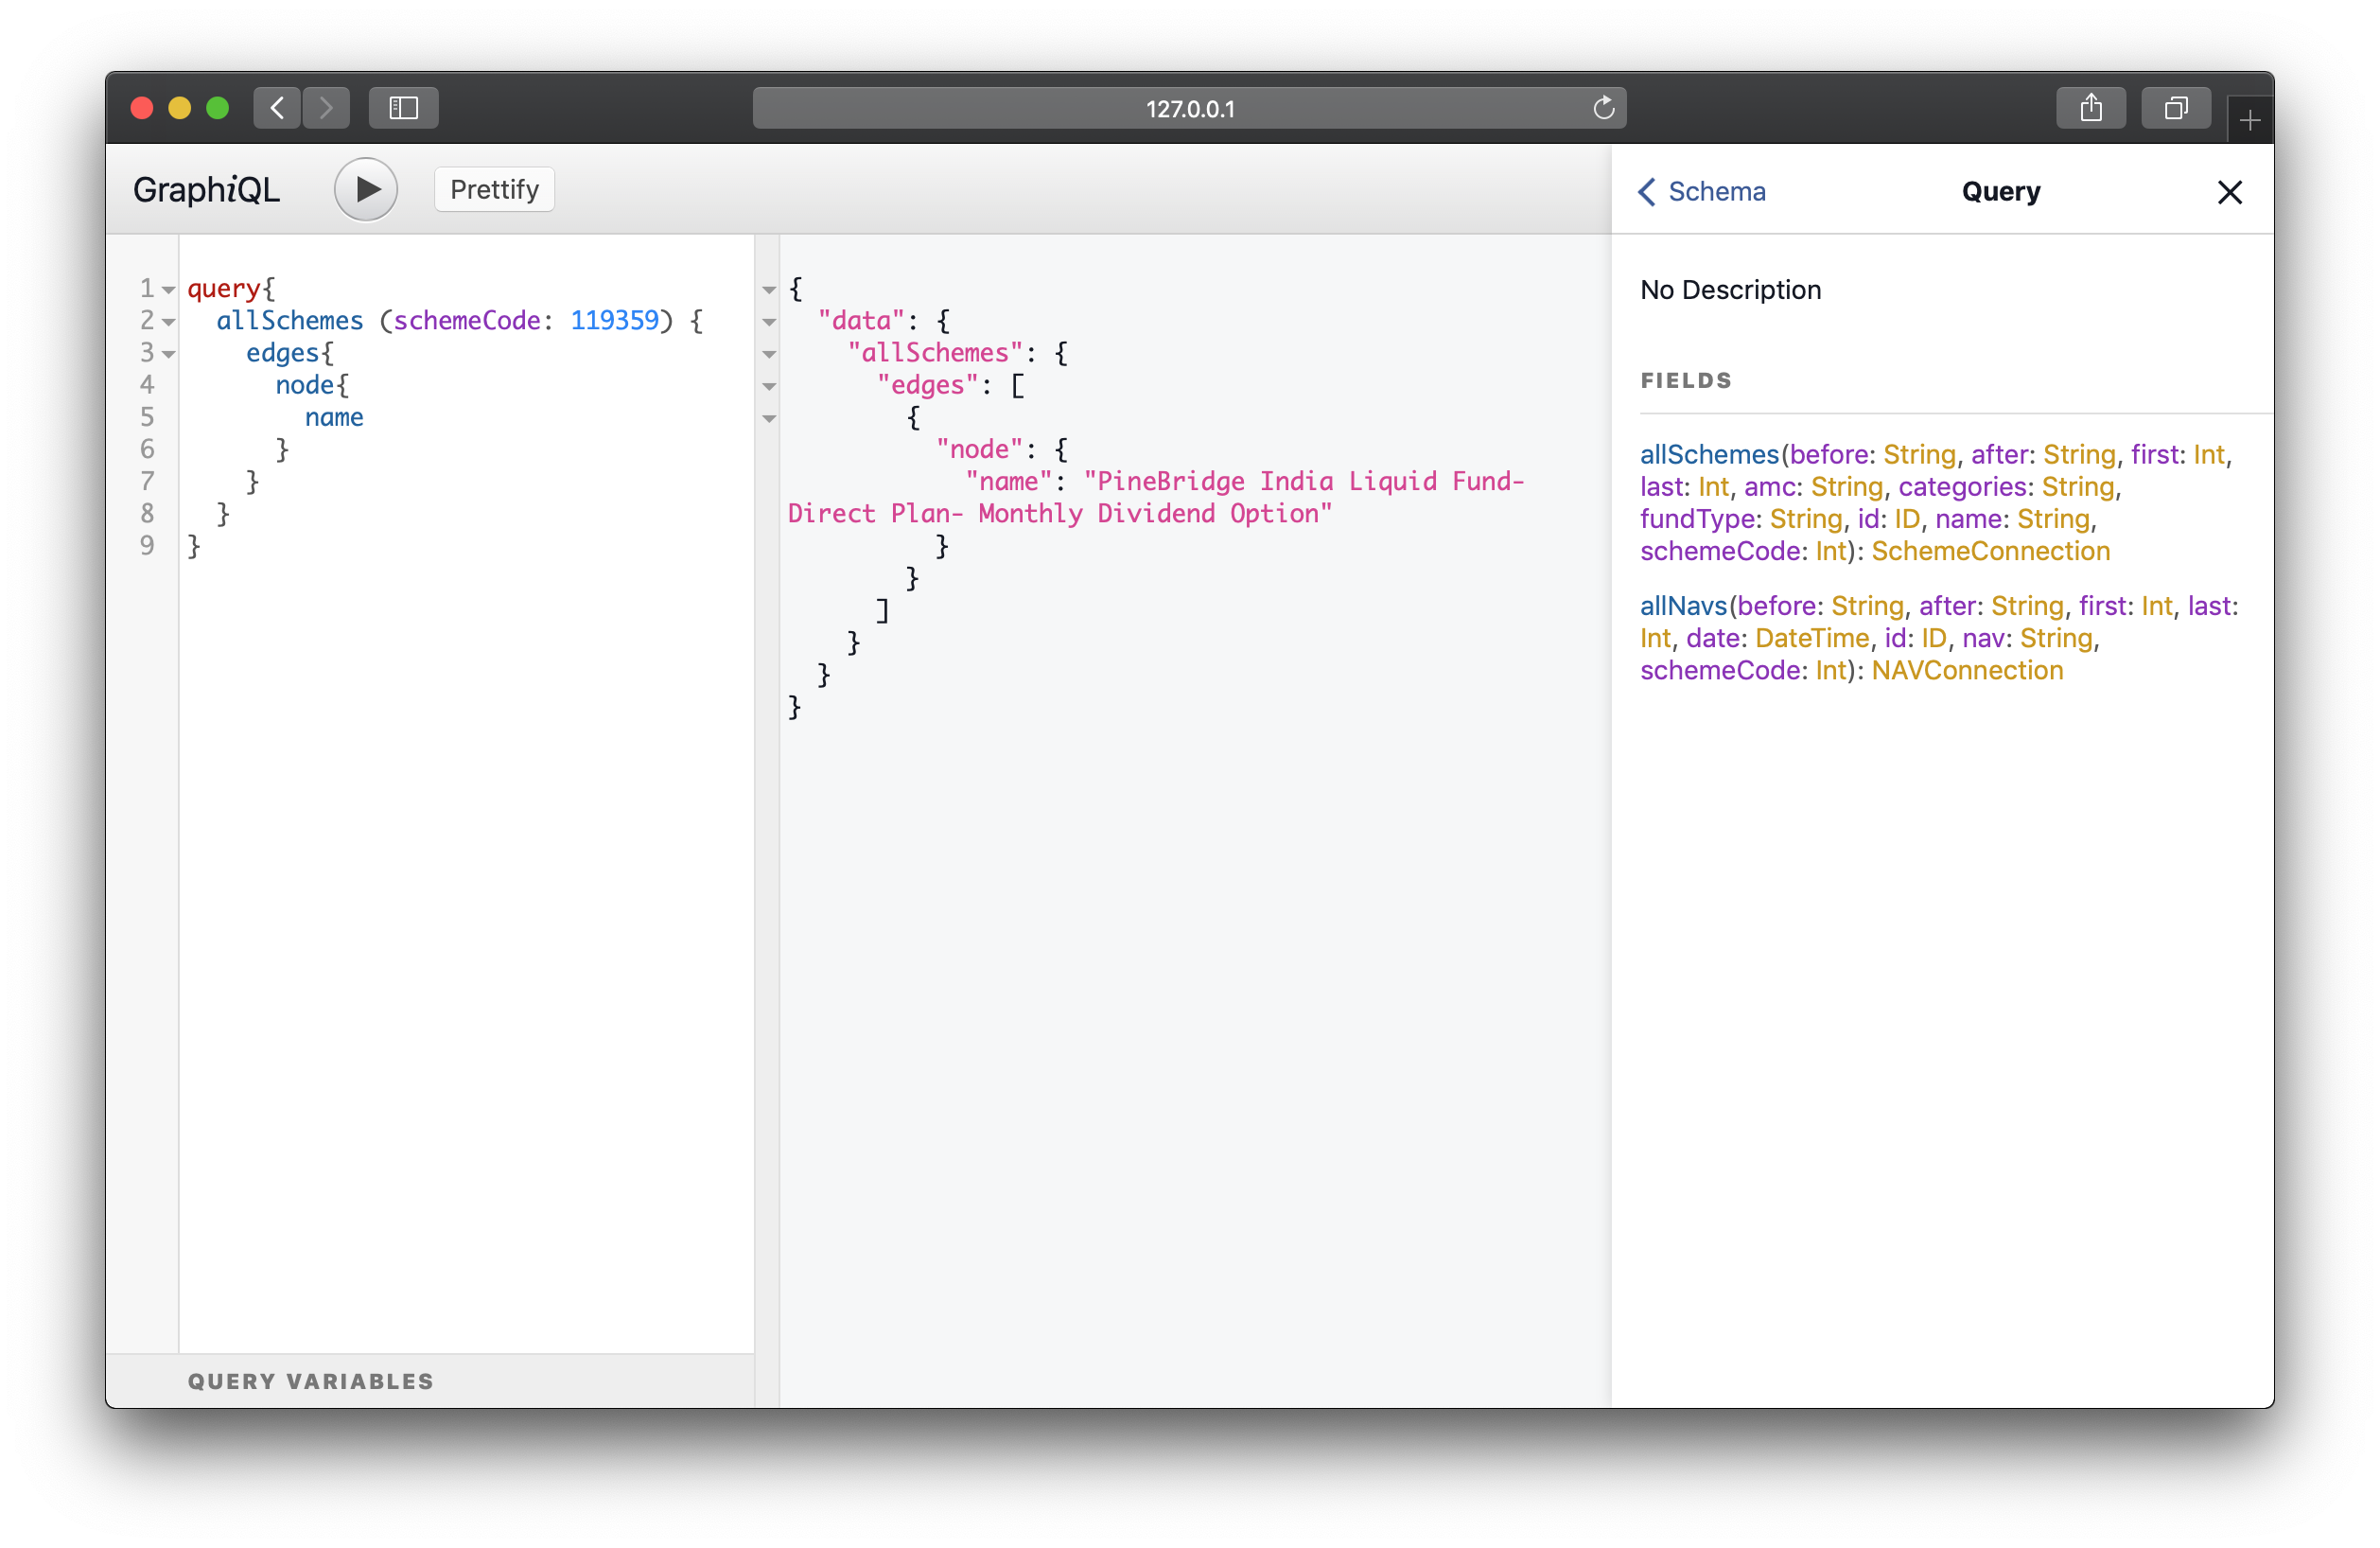 127.0.0.1
GraphiQL
Prettify
1 query{
2 allSchemes (schemeCode: 119359) {
3 edges{
4 node{
5 name
6 }
7 }
8 }
9 }
QUERY VARIABLES
{
"data": {
"allSchemes": {
"edges": [
{
"node": {
"name": "PineBridge India Liquid Fund-
Direct Plan- Monthly Dividend Option"
}
}
]
}
}
}
Schema
Query
No Description
FIELDS
allSchemes(before: String, after: String, first: Int,
last: Int, amc: String, categories: String,
fundType: String, id: ID, name: String,
schemeCode: Int): SchemeConnection
allNavs(before: String, after: String, first: Int, last:
Int, date: DateTime, id: ID, nav: String,
schemeCode: Int): NAVConnection